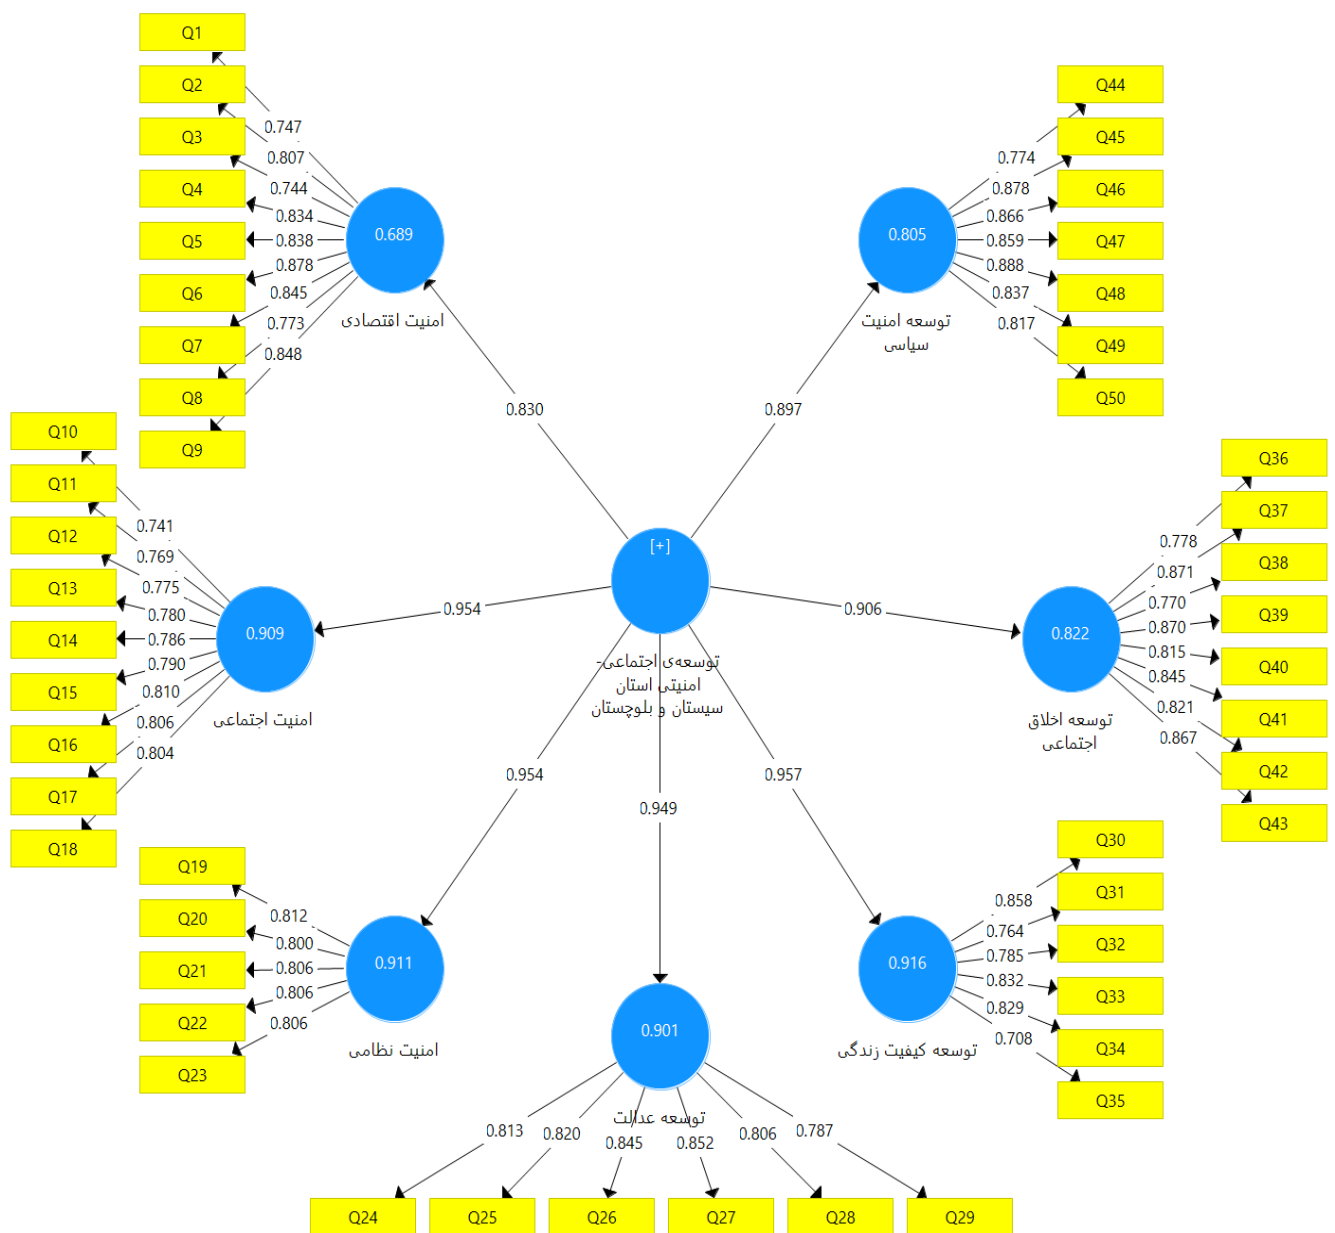 Q1
Q2
Q3
Q4
Q5
Q6
Q7
Q8
Q9
0.747
0.807
0.744
0.834
0.838
0.878
0.845
0.773
0.848
0.689
امنیت اقتصادی
0.830
Q44
Q45
Q46
Q47
Q48
Q49
Q50
0.774
0.878
0.866
0.859
0.888
0.837
0.817
0.805
توسعه امنیت
سیاسی
0.897
Q10
Q11
Q12
Q13
Q14
Q15
Q16
Q17
Q18
0.741
0.769
0.775
0.780
0.786
0.790
0.810
0.806
0.804
0.909
امنیت اجتماعی
0.954
[+]
توسعه‌ی اجتماعی-
امنیتی استان
سیستان و بلوچستان
0.906
0.822
توسعه اخلاق
اجتماعی
0.778
0.871
0.770
0.870
0.815
0.845
0.821
0.867
Q36
Q37
Q38
Q39
Q40
Q41
Q42
Q43
0.954
0.949
0.957
Q19
Q20
Q21
Q22
Q23
0.812
0.800
0.806
0.806
0.806
0.911
امنیت نظامی
0.901
توسعه عدالت
0.813
0.820
0.845
0.852
0.806
0.787
Q24
Q25
Q26
Q27
Q28
Q29
0.916
توسعه کیفیت زندگی
0.858
0.764
0.785
0.832
0.829
0.708
Q30
Q31
Q32
Q33
Q34
Q35